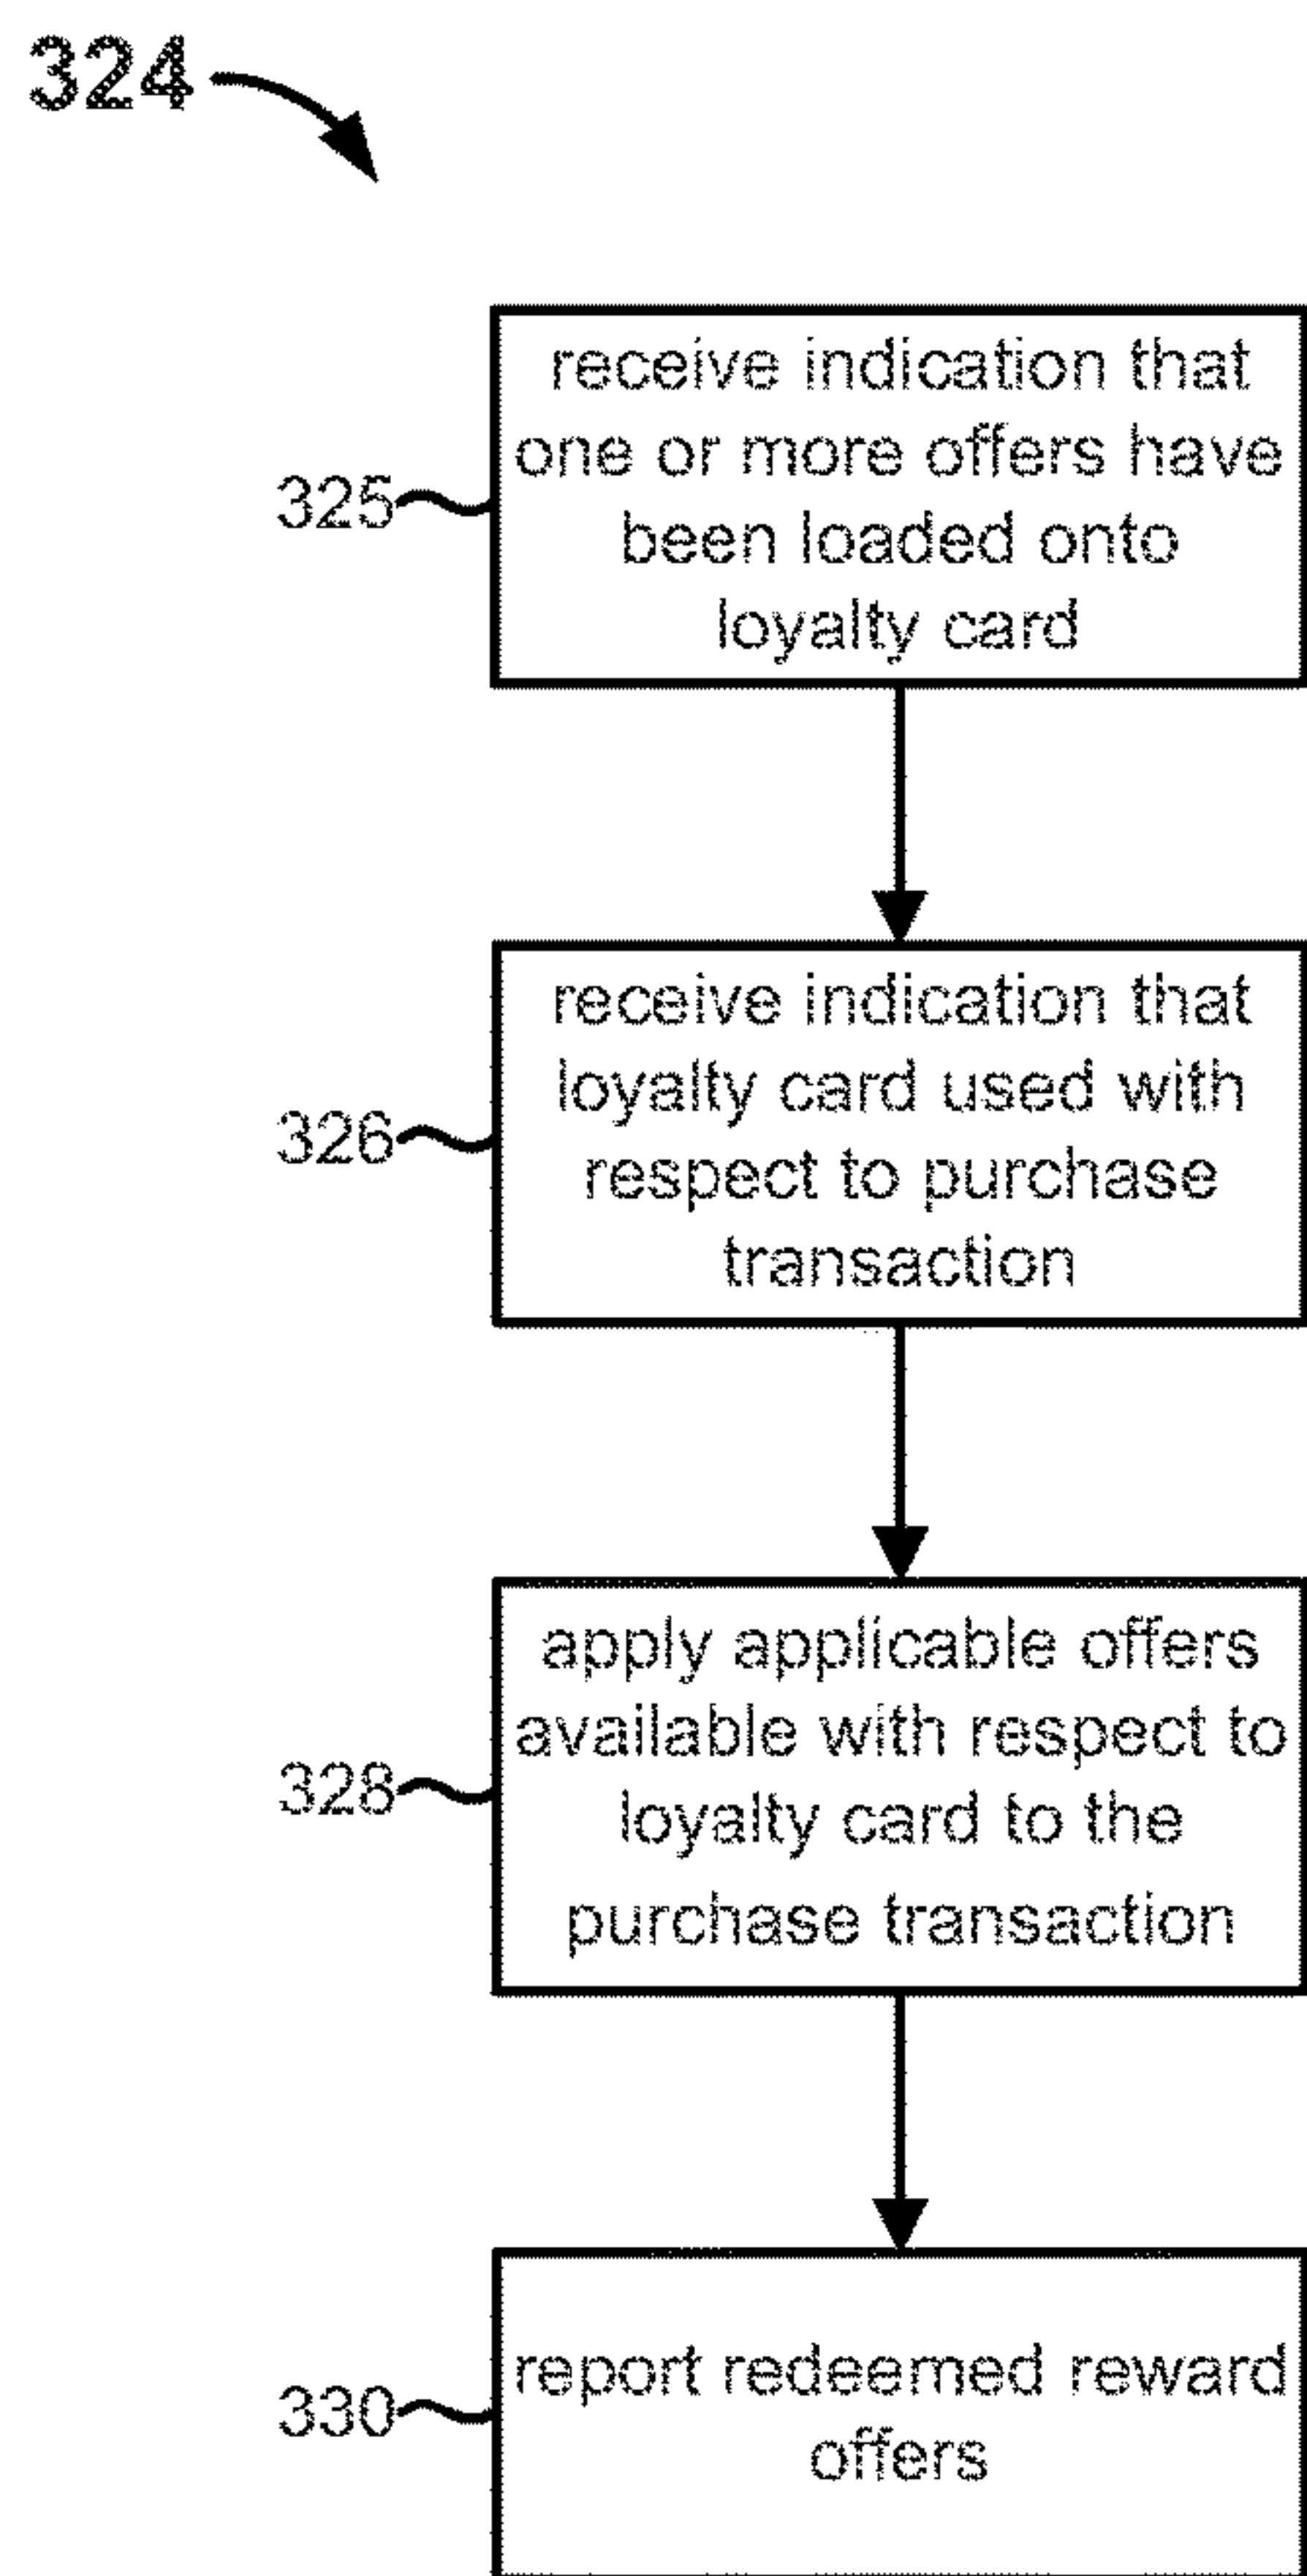 324
receive indication that
one or more offers have
been loaded onto
loyalty card
325
receive indication that
loyalty card used with
respect to purchase
transaction
326
apply applicable offers
available with respect to
loyalty card to the
purchase transaction
328
report redeemed reward
offers
330